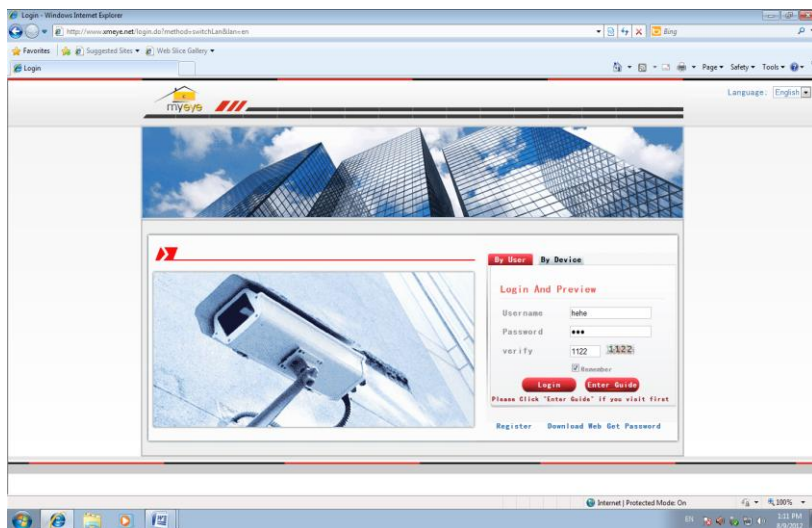 Login - Windows Internet Explorer
http://www.xmeye.net/login.do?method=switchLan&lan=en
Bing
Favorites Suggested Sites Web Slice Gallery
Login
Page Safety Tools
Language: English
myeye
By User By Device
Login And Preview
Username hehe
Password •••
verify 1122 1122
Remember
Login Enter Guide
Please Click "Enter Guide" if you visit first
Register Download Web Get Password
Internet | Protected Mode: On 100%
EN 1:11 PM